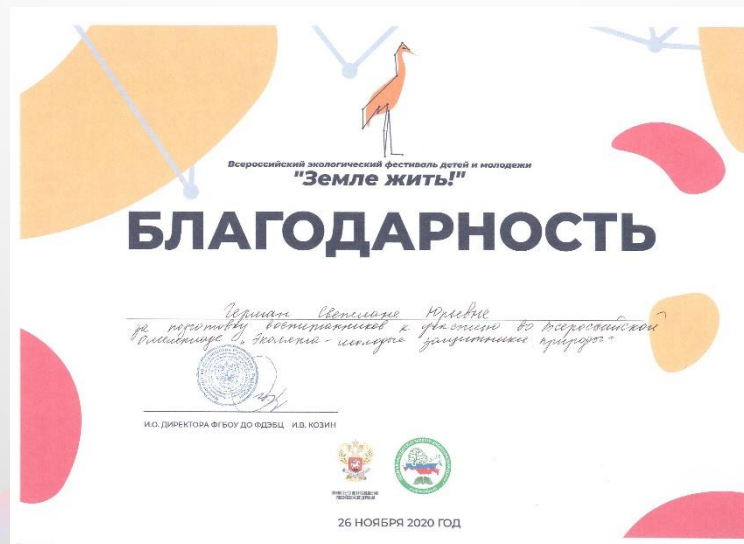 Всероссийский экологический фестиваль детей и молодежи
"Земле жить!"
БЛАГОДАРНОСТЬ
Герман Светлане Юрьевне
за подготовку воспитанников к участию во Всероссийской
Олимпиаде „Экологята - молодые защитники природы"
И.О. ДИРЕКТОРА ФГБОУ ДО ФДЭБЦ И.В. КОЗИН
26 НОЯБРЯ 2020 ГОД